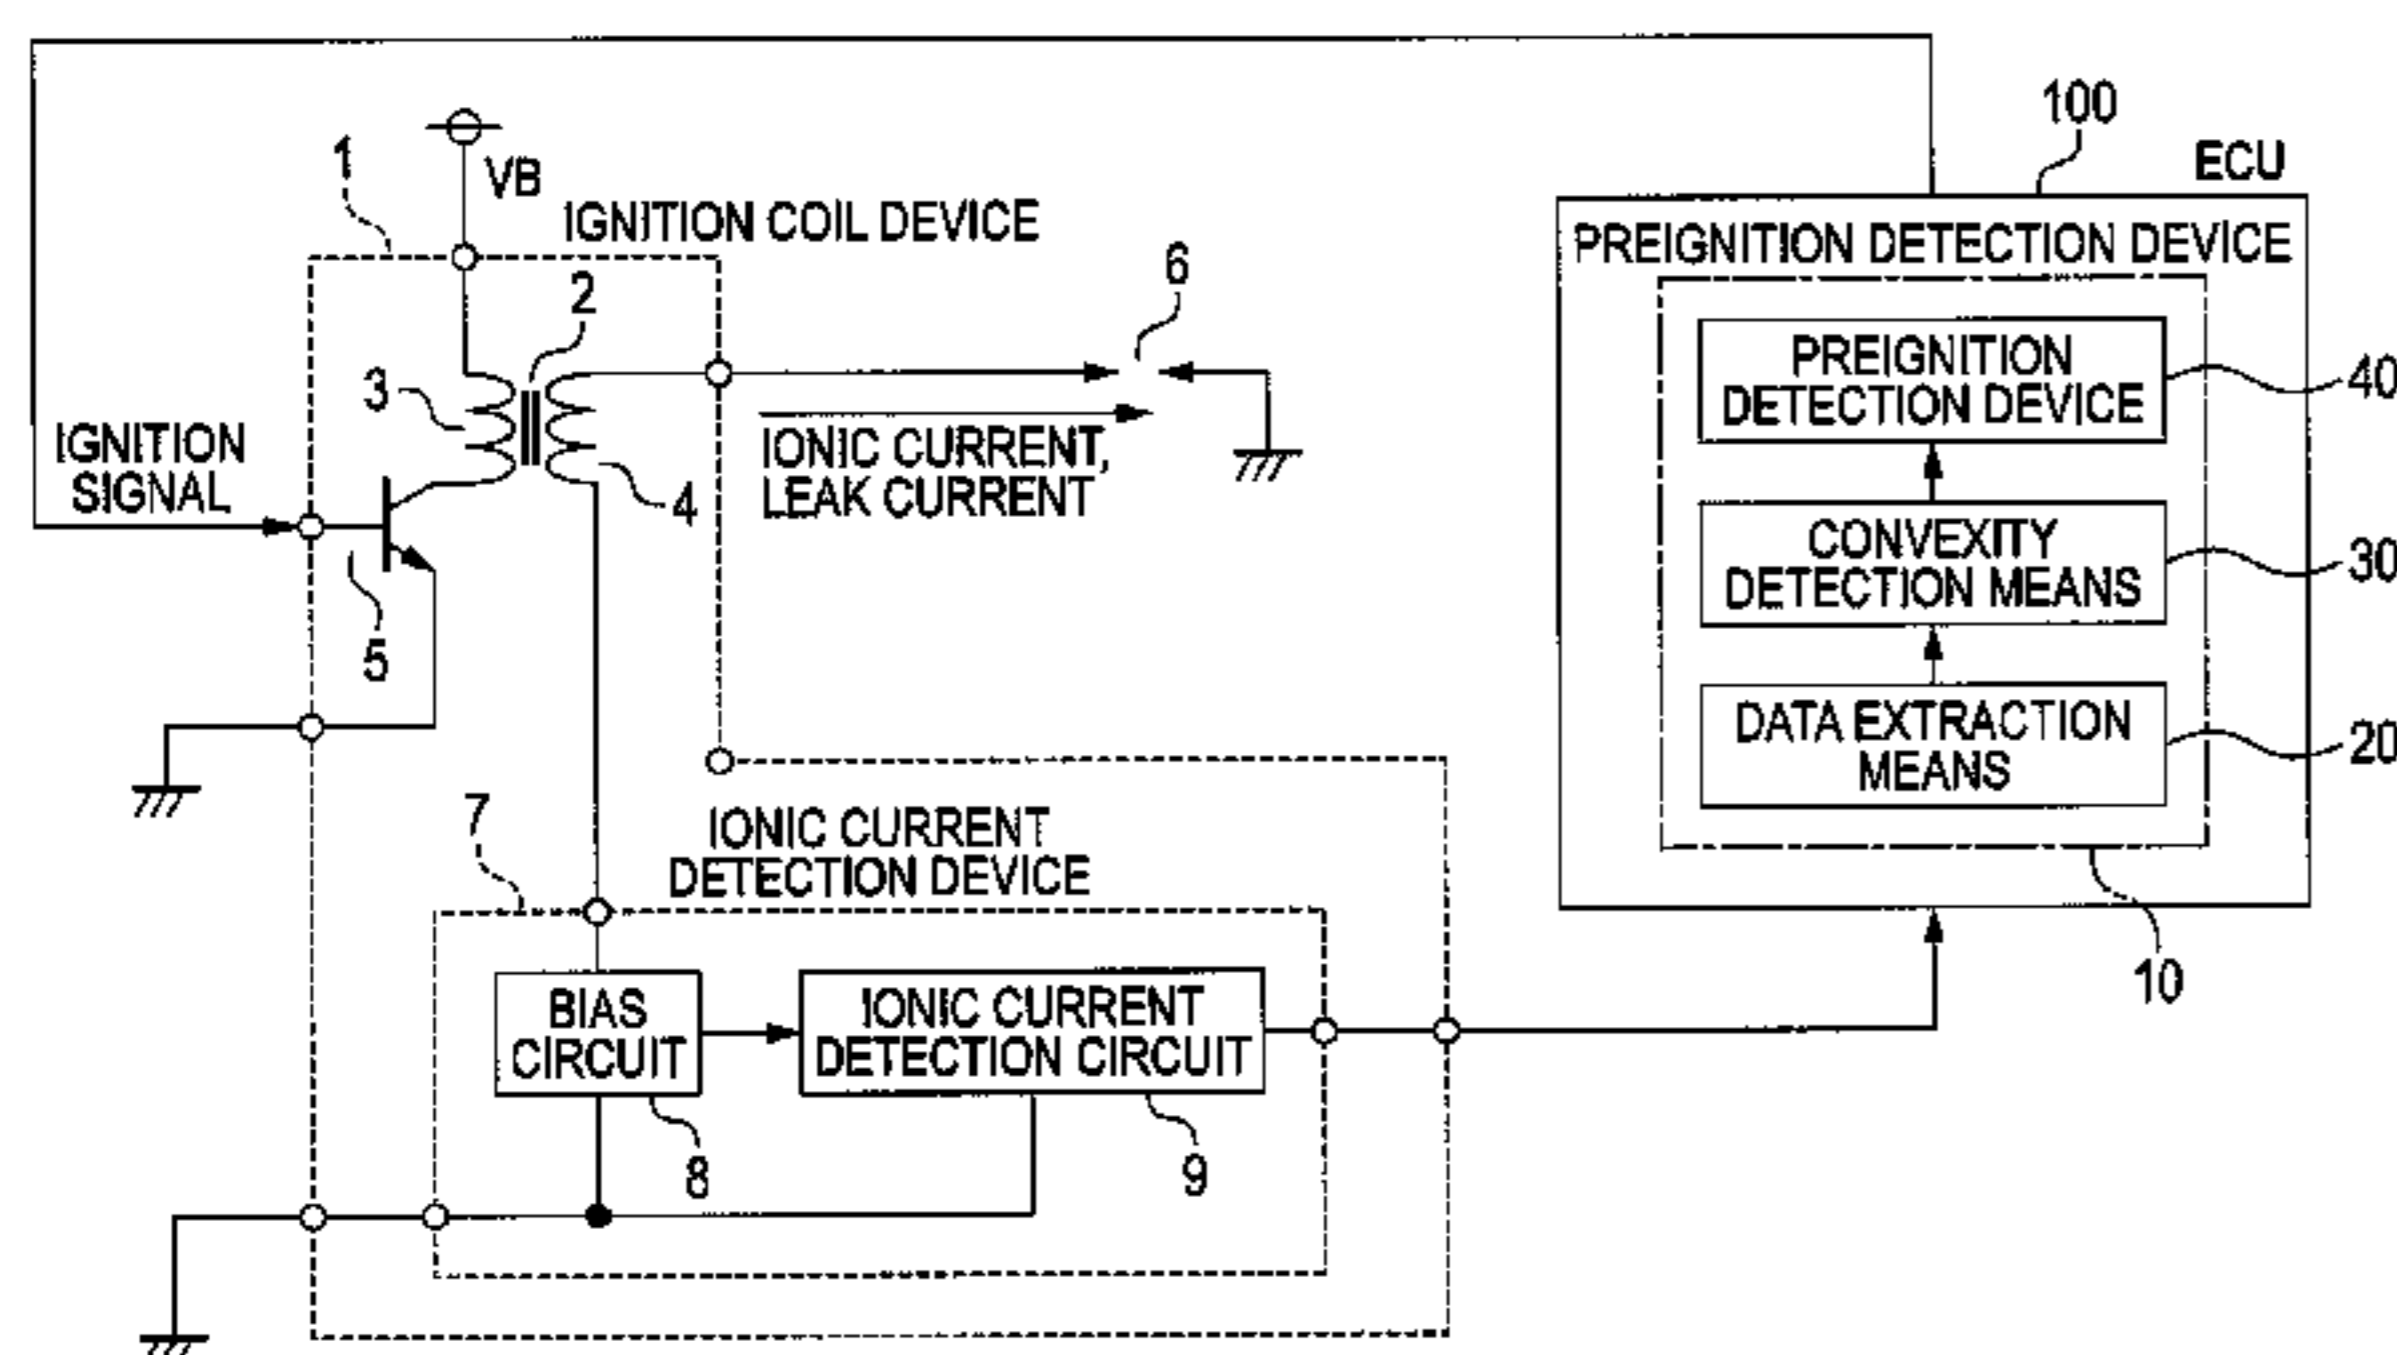 100
ECU
1
VB
IGNITION COIL DEVICE
PREIGNITION DETECTION DEVICE
2
6
3
PREIGNITION
DETECTION DEVICE
40
IGNITION
SIGNAL
IONIC CURRENT,
LEAK CURRENT
4
CONVEXITY
DETECTION MEANS
30
5
DATA EXTRACTION
MEANS
20
7
IONIC CURRENT
DETECTION DEVICE
10
BIAS
CIRCUIT
IONIC CURRENT
DETECTION CIRCUIT
8
9